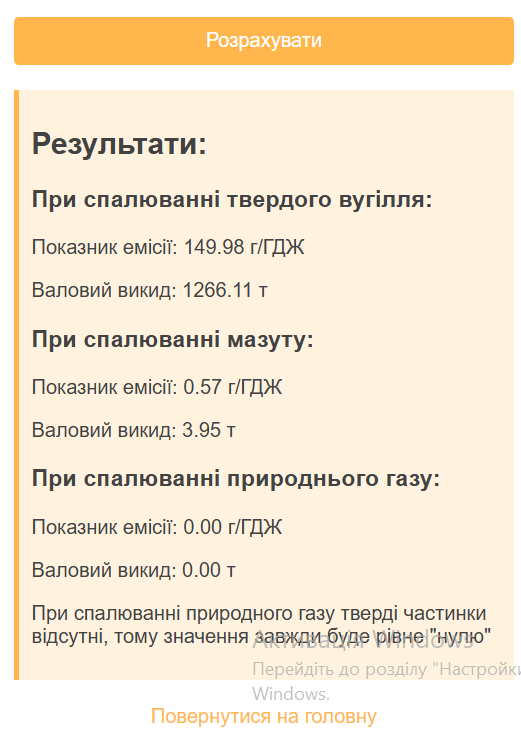 Розрахувати
Результати:
При спалюванні твердого вугілля:
Показник емісії: 149.98 г/ГДЖ
Валовий викид: 1266.11 т
При спалюванні мазуту:
Показник емісії: 0.57 г/ГДЖ
Валовий викид: 3.95 т
При спалюванні природнього газу:
Показник емісії: 0.00 г/ГДЖ
Валовий викид: 0.00 т
При спалюванні природного газу тверді частинки
відсутні, тому значення завжди буде рівне "нулю"
Активація Windows
Перейдіть до розділу "Настройки
Windows.
Повернутися на головну